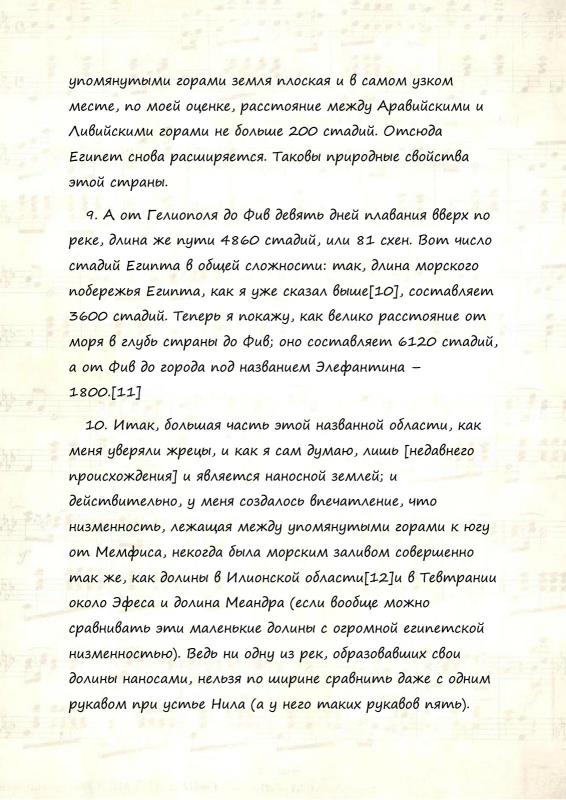 упомянутыми горами земля плоская и в самом узком
месте, по моей оценке, расстояние между Аравийскими и
Ливийскими горами не больше 200 стадий. Отсюда
Египет снова расширяется. Таковы природные свойства
этой страны.
9. А от Гелиополя до Фив девять дней плавания вверх по
реке, длина же пути 4860 стадий, или 81 схен. Вот число
стадий Египта в общей сложности: так, длина морского
побережья Египта, как я уже сказал выше[10], составляет
3600 стадий. Теперь я покажу, как велико расстояние от
моря в глубь страны до Фив; оно составляет 6120 стадий,
а от Фив до города под названием Элефантина –
1800.[11]
10. Итак, большая часть этой названной области, как
меня уверяли жрецы, и как я сам думаю, лишь [недавнего
происхождения] и является наносной землей; и
действительно, у меня создалось впечатление, что
низменность, лежащая между упомянутыми горами к югу
от Мемфиса, некогда была морским заливом совершенно
так же, как долины в Илионской области[12]и в Тевтрании
около Эфеса и долина Меандра (если вообще можно
сравнивать эти маленькие долины с огромной египетской
низменностью). Ведь ни одну из рек, образовавших свои
долины наносами, нельзя по ширине сравнить даже с одним
рукавом при устье Нила (а у него таких рукавов пять).